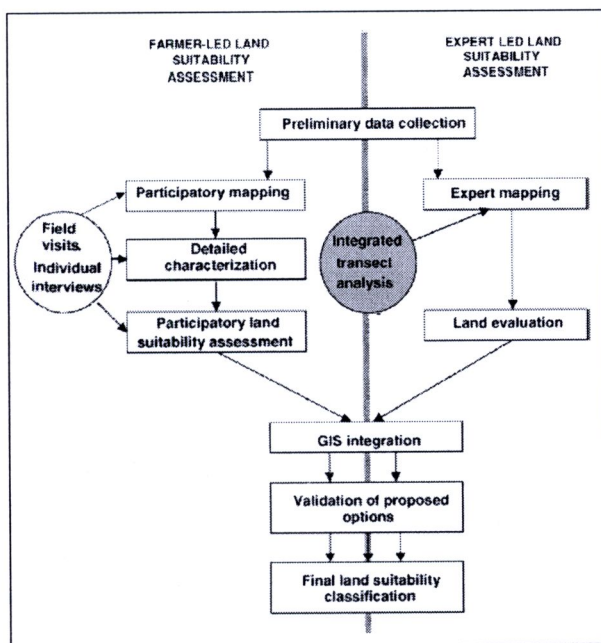 FARMER-LED LAND
SUITABILITY
ASSESSMENT
EXPERT LED LAND
SUITABILITY
ASSESSMENT
Preliminary data collection
Participatory mapping
Expert mapping
Field
visits.
Individual
interviews
Detailed
characterization
Integrated
transect
analysis
Participatory land
suitability assessment
Land evaluation
GIS integration
Validation of proposed
options
Final land suitability
classification